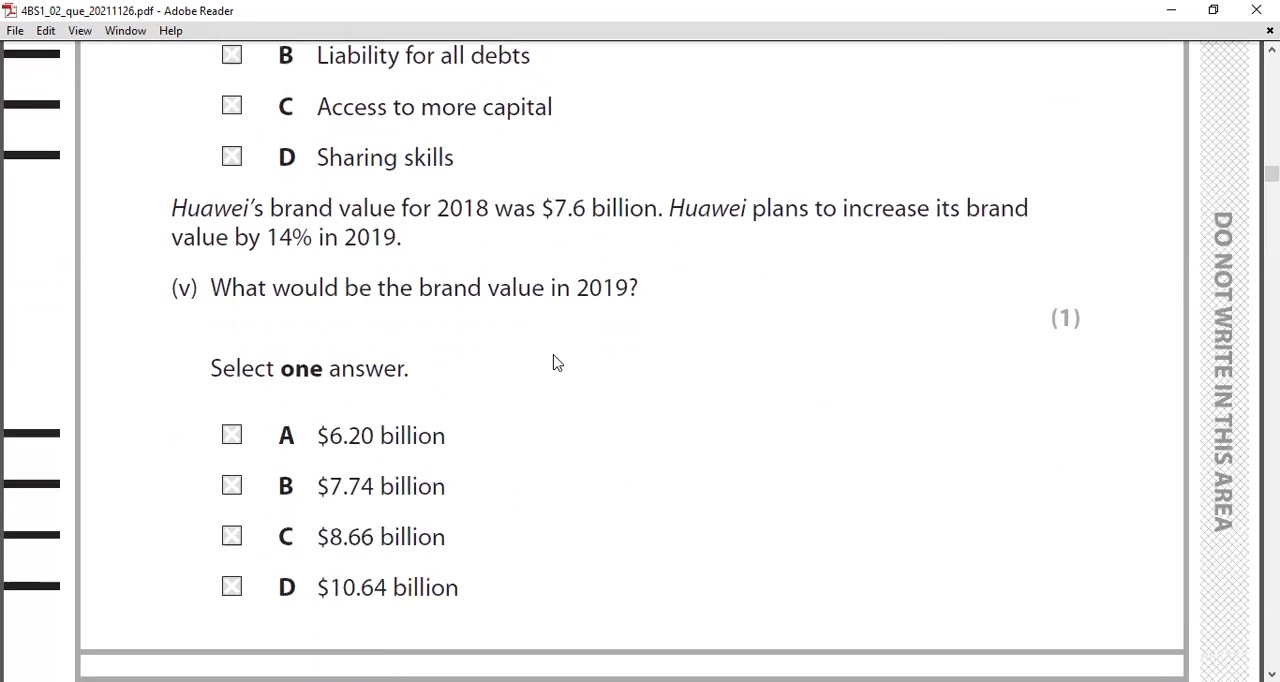 4BS1_02_que_20211126.pdf - Adobe Reader
File Edit View Window Help
B Liability for all debts
C Access to more capital
D Sharing skills
Huawei's brand value for 2018 was $7.6 billion. Huawei plans to increase its brand
value by 14% in 2019.
(v) What would be the brand value in 2019?
(1)
Select one answer.
A $6.20 billion
B $7.74 billion
C $8.66 billion
D $10.64 billion
DO NOT WRITE IN THIS AREA